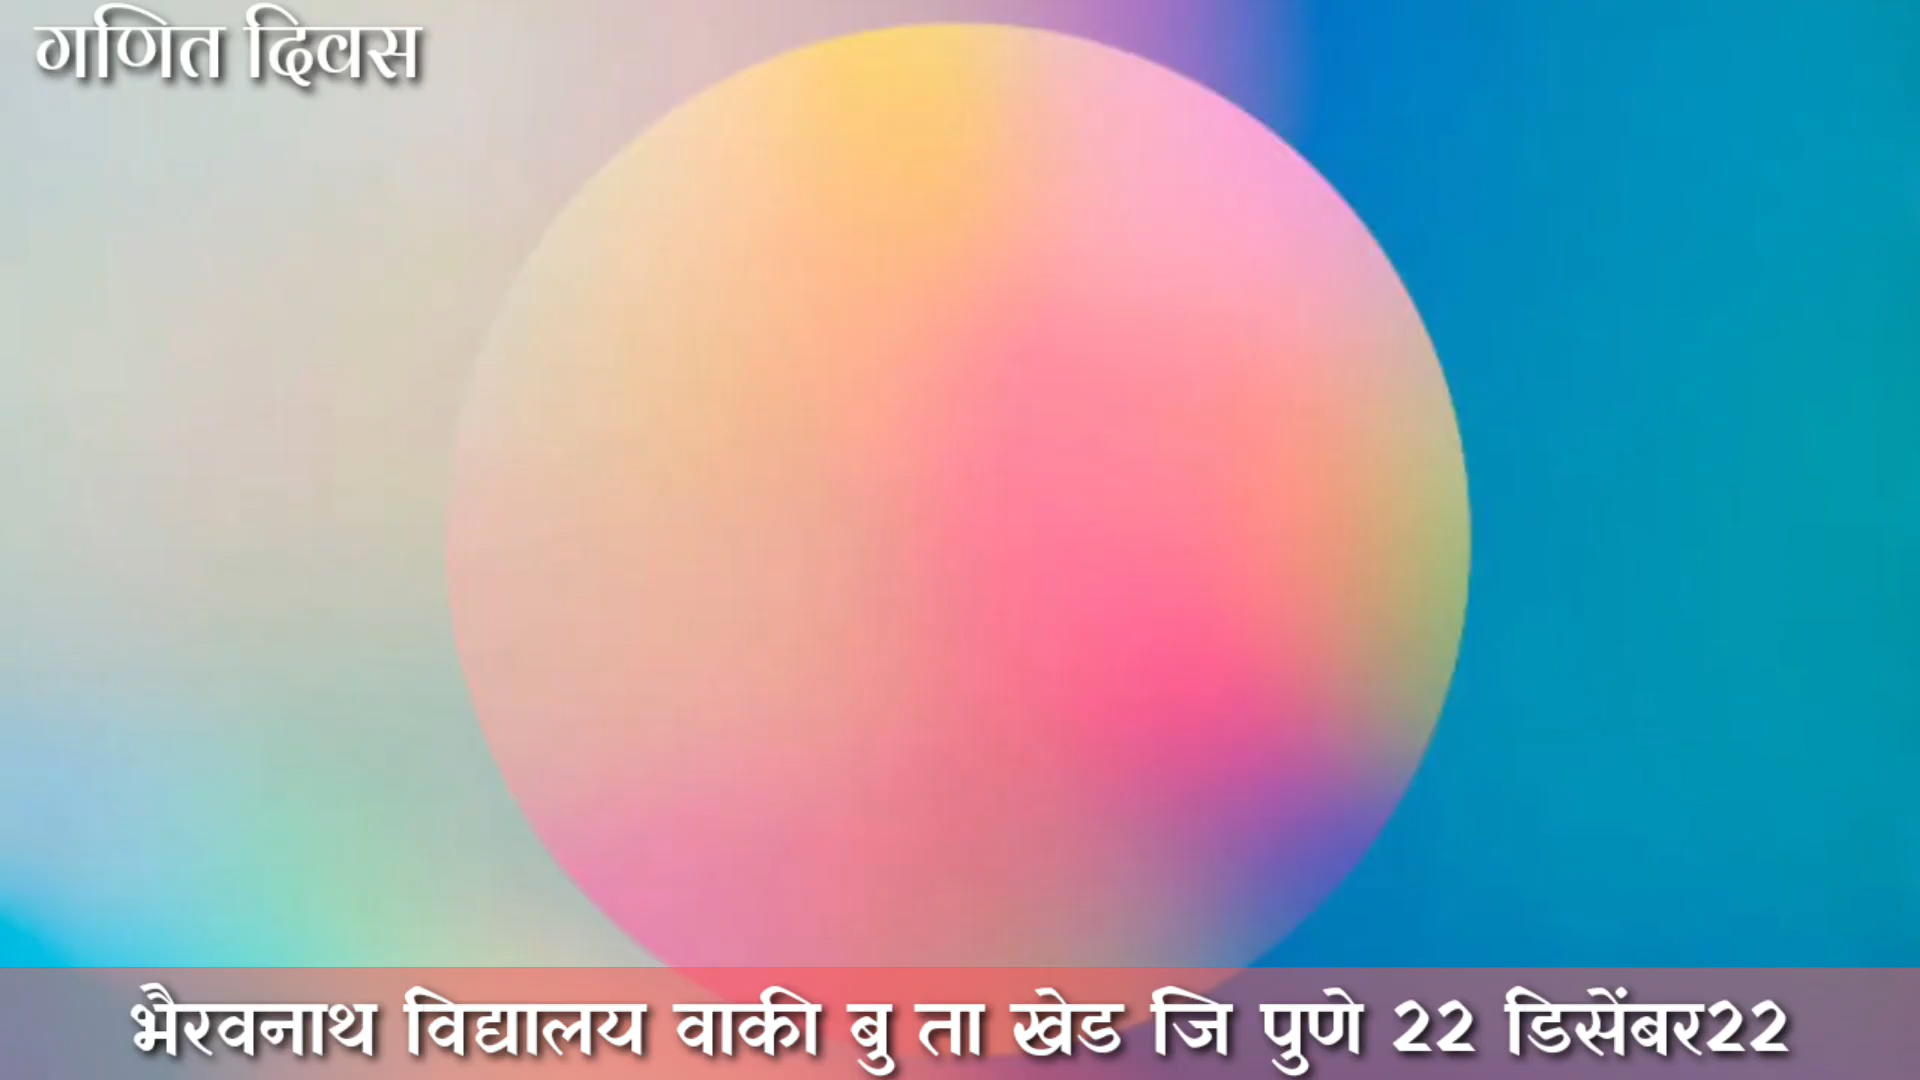 गणित दिवस
भैरवनाथ विद्यालय वाकी बु ता खेड जि पुणे 22 डिसेंबर22